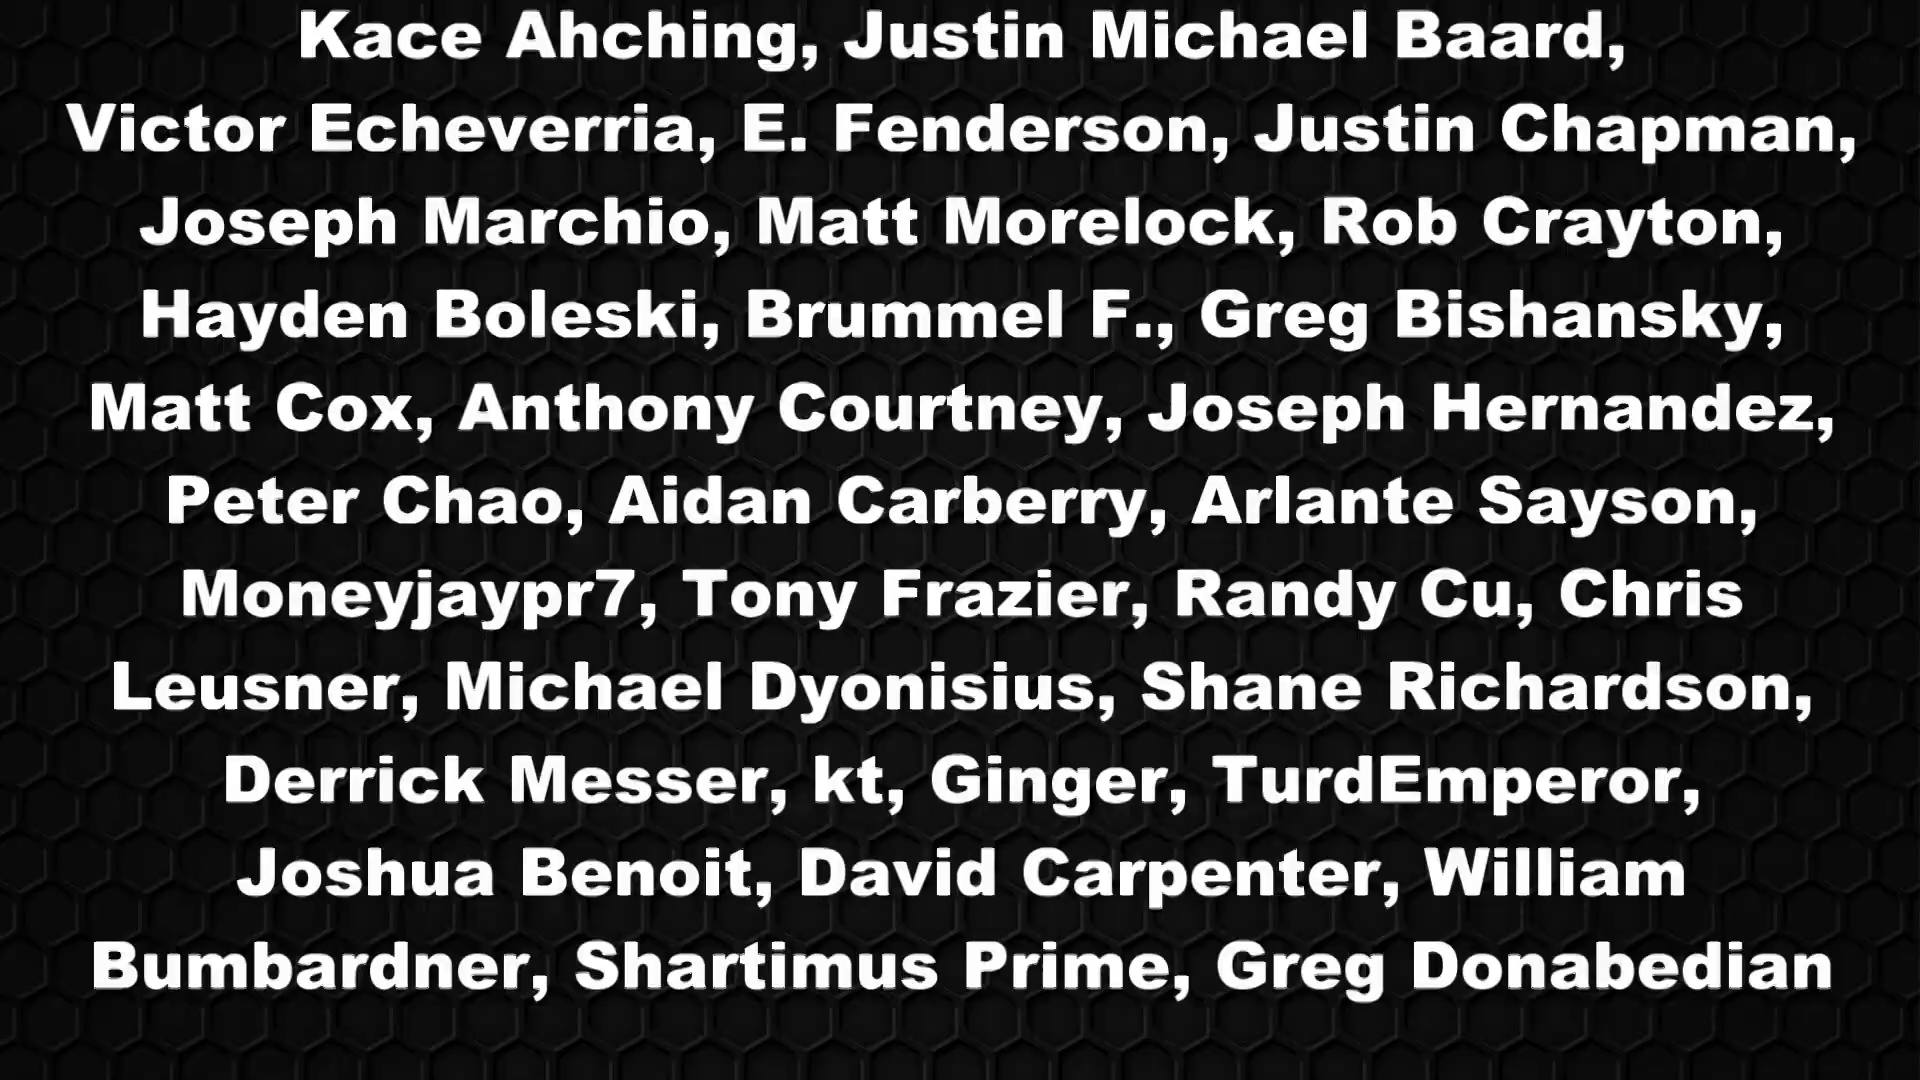 Kace Ahching, Justin Michael Baard,
Victor Echeverria, E. Fenderson, Justin Chapman,
Joseph Marchio, Matt Morelock, Rob Crayton,
Hayden Boleski, Brummel F., Greg Bishansky,
Matt Cox, Anthony Courtney, Joseph Hernandez,
Peter Chao, Aidan Carberry, Arlante Sayson,
Moneyjaypr7, Tony Frazier, Randy Cu, Chris
Leusner, Michael Dyonisius, Shane Richardson,
Derrick Messer, kt, Ginger, TurdEmperor,
Joshua Benoit, David Carpenter, William
Bumbardner, Shartimus Prime, Greg Donabedian